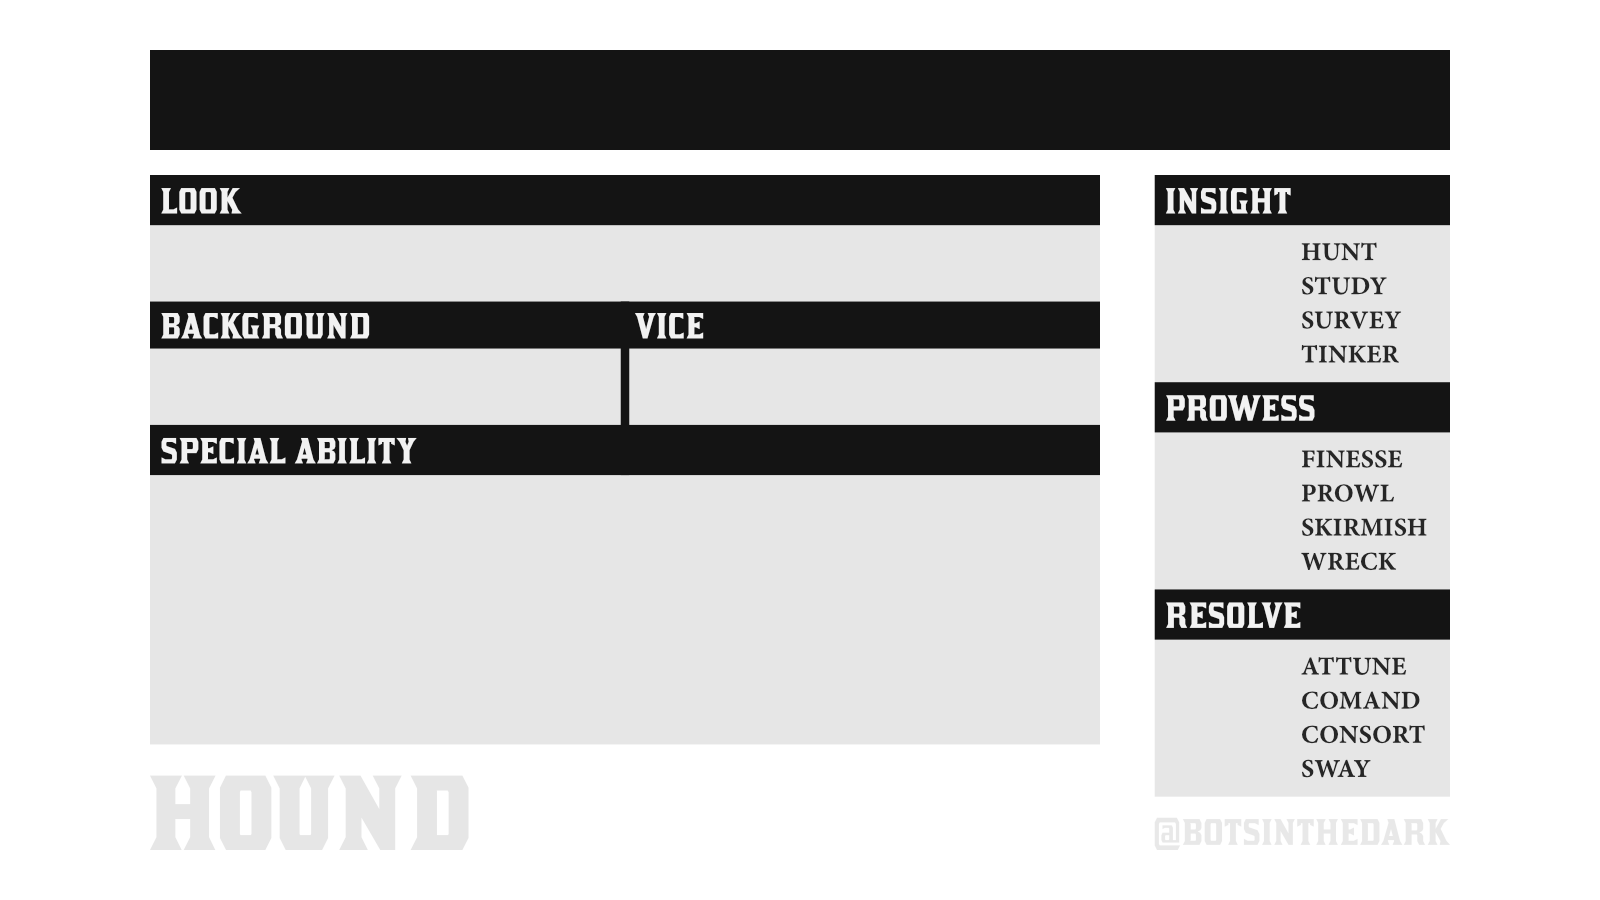 LOOK
BACKGROUND
VICE
SPECIAL ABILITY
INSIGHT
HUNT
STUDY
SURVEY
TINKER
PROWESS
FINESSE
PROWL
SKIRMISH
WRECK
RESOLVE
ATTUNE
COMAND
CONSORT
SWAY
HOUND
@BOTSINTHEDARK